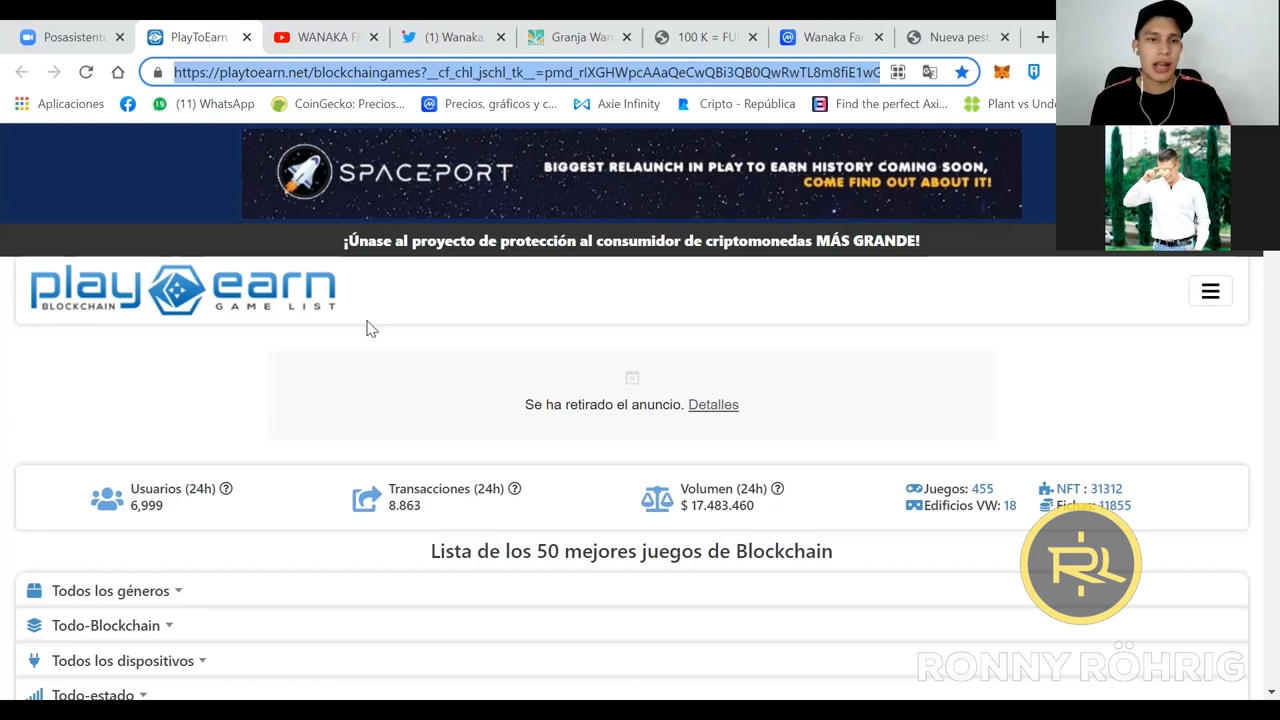 Posasistente
PlayToEarn
WANAKA FA
(1) Wanaka
Granja Wan
100 K = FU
Wanaka Far
Nueva pest
https://playtoearn.net/blockchaingames?__cf_chl_jschl_tk__=pmd_rIXGHWpcAAaQeCwQBi3QB0QwRwTL8m8fiE1wG
Aplicaciones
(11) WhatsApp
CoinGecko: Precios...
Precios, gráficos y c...
Axie Infinity
Cripto - República
Find the perfect Axi...
Plant vs Unde
SPACEPORT
BIGGEST RELAUNCH IN PLAY TO EARN HISTORY COMING SOON,
COME FIND OUT ABOUT IT!
¡Únase al proyecto de protección al consumidor de criptomonedas MÁS GRANDE!
play earn
BLOCKCHAIN GAME LIST
Se ha retirado el anuncio. Detalles
Usuarios (24h)
6,999
Transacciones (24h)
8.863
Volumen (24h)
$ 17.483.460
Juegos: 455
NFT : 31312
Edificios VW: 18
Fichas: 11855
Lista de los 50 mejores juegos de Blockchain
Todos los géneros
Todo-Blockchain
Todos los dispositivos
Todo-estado
RL
RONNY RÖHRIG